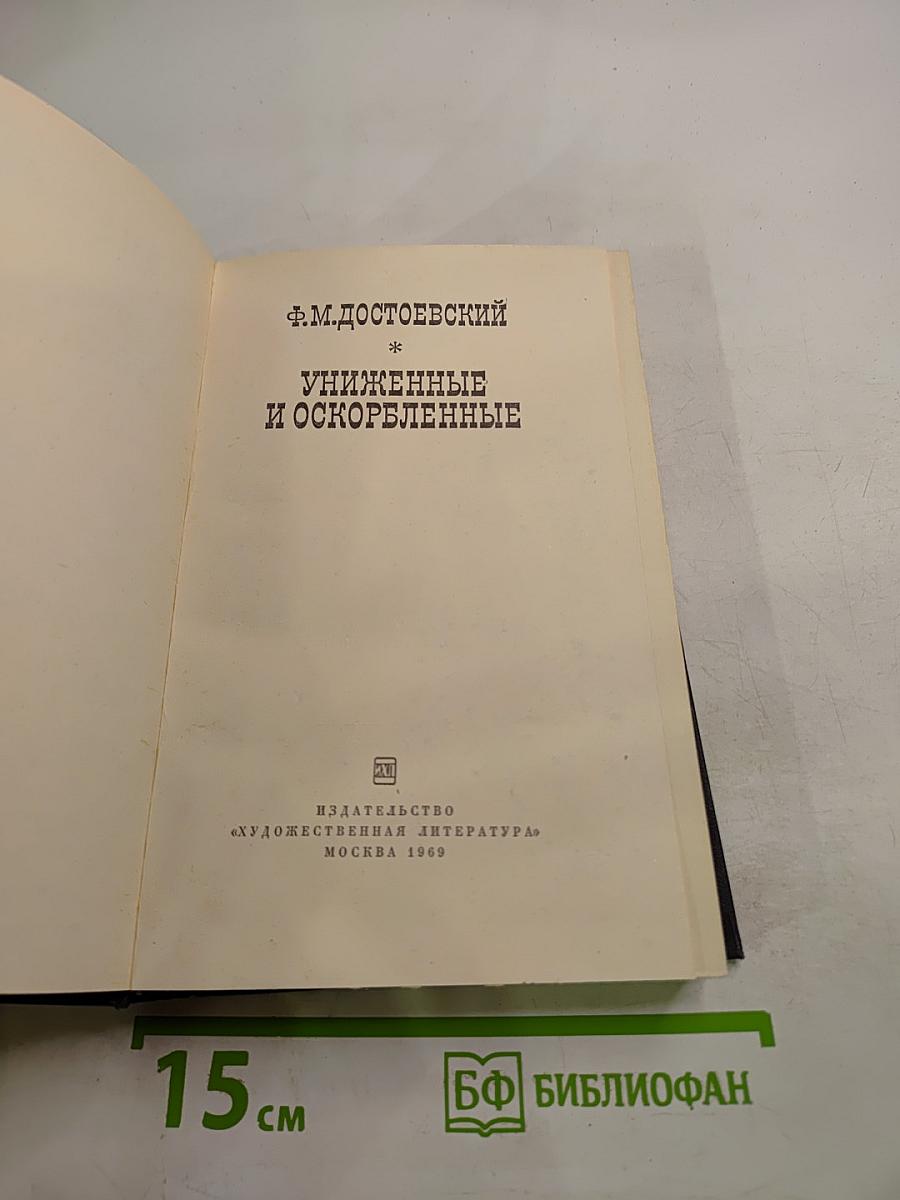 Ф.М.ДОСТОЕВСКИЙ
*
УНИЖЕННЫЕ
И ОСКОРБЛЕННЫЕ
ИЗДАТЕЛЬСТВО
«ХУДОЖЕСТВЕННАЯ ЛИТЕРАТУРА»
МОСКВА 1969
15 см
БФ БИБЛИОФАН